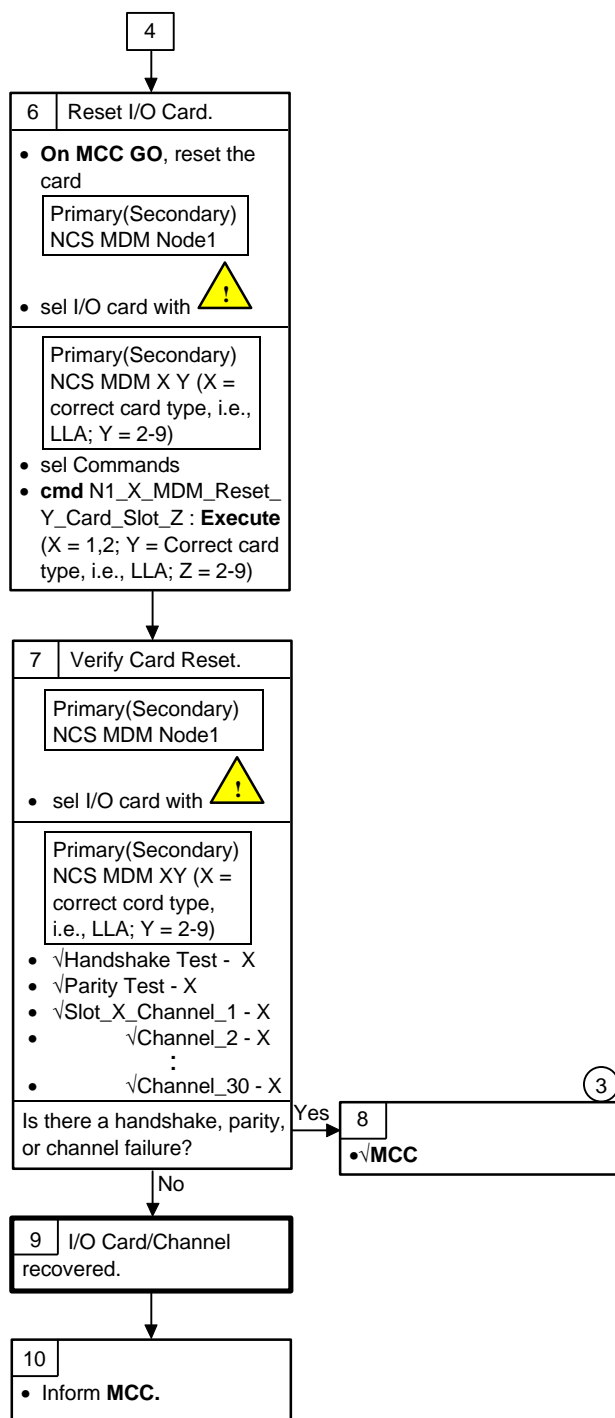 4
6 Reset I/O Card.
• On MCC GO, reset the
card
Primary(Secondary)
NCS MDM Node1
• sel I/O card with !
Primary(Secondary)
NCS MDM X Y (X =
correct card type, i.e.,
LLA; Y = 2-9)
• sel Commands
• cmd N1_X_MDM_Reset_
Y_Card_Slot_Z : Execute
(X = 1,2; Y = Correct card
type, i.e., LLA; Z = 2-9)
7 Verify Card Reset.
Primary(Secondary)
NCS MDM Node1
• sel I/O card with !
Primary(Secondary)
NCS MDM XY (X =
correct cord type,
i.e., LLA; Y = 2-9)
• √Handshake Test - X
• √Parity Test - X
• √Slot_X_Channel_1 - X
• √Channel_2 - X
:
• √Channel_30 - X
Is there a handshake, parity,
or channel failure?
Yes
3
8
•√MCC
No
9 I/O Card/Channel
recovered.
10
• Inform MCC.